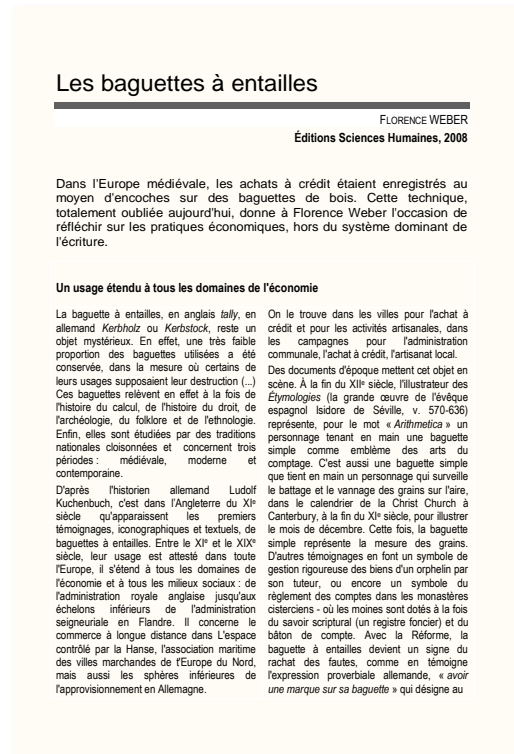 Les baguettes à entailles
FLORENCE WEBER
Éditions Sciences Humaines, 2008
Dans l'Europe médiévale, les achats à crédit étaient enregistrés au
moyen d'encoches sur des baguettes de bois. Cette technique,
totalement oubliée aujourd'hui, donne à Florence Weber l'occasion de
réfléchir sur les pratiques économiques, hors du système dominant de
l'écriture.
Un usage étendu à tous les domaines de l'économie
La baguette à entailles, en anglais tally, en
allemand Kerbholz ou Kerbstock, reste un
objet mystérieux. En effet, une très faible
proportion des baguettes utilisées a été
conservée, dans la mesure où certains de
leurs usages supposaient leur destruction (...)
Ces baguettes relèvent en effet à la fois de
l'histoire du calcul, de l'histoire du droit, de
l'archéologie, du folklore et de l'ethnologie.
Enfin, elles sont étudiées par des traditions
nationales cloisonnées et concernent trois
périodes : médiévale, moderne et
contemporaine.
D'après l'historien allemand Ludolf
Kuchenbuch, c'est dans l'Angleterre du XIe
siècle qu'apparaissent les premiers
témoignages, iconographiques et textuels, de
baguettes à entailles. Entre le XIe et le XIXe
siècle, leur usage est attesté dans toute
l'Europe, il s'étend à tous les domaines de
l'économie et à tous les milieux sociaux : de
l'administration royale anglaise jusqu'aux
échelons inférieurs de l'administration
seigneuriale en Flandre. Il concerne le
commerce à longue distance dans L'espace
contrôlé par la Hanse, l'association maritime
des villes marchandes de t'Europe du Nord,
mais aussi les sphères inférieures de
l'approvisionnement en Allemagne.
On le trouve dans les villes pour l'achat à
crédit et pour les activités artisanales, dans
les campagnes pour l'administration
communale, l'achat à crédit, l'artisanat local.
Des documents d'époque mettent cet objet en
scène. À la fin du XIIe siècle, l'illustrateur des
Étymologies (la grande œuvre de l'évêque
espagnol Isidore de Séville, v. 570-636)
représente, pour le mot « Arithmetica » un
personnage tenant en main une baguette
simple comme emblème des arts du
comptage. C'est aussi une baguette simple
que tient en main un personnage qui surveille
le battage et le vannage des grains sur l'aire,
dans le calendrier de la Christ Church à
Canterbury, à la fin du XIe siècle, pour illustrer
le mois de décembre. Cette fois, la baguette
simple représente la mesure des grains.
D'autres témoignages en font un symbole de
gestion rigoureuse des biens d'un orphelin par
son tuteur, ou encore un symbole du
règlement des comptes dans les monastères
cisterciens - où les moines sont dotés à la fois
du savoir scriptural (un registre foncier) et du
bâton de compte. Avec la Réforme, la
baguette à entailles devient un signe du
rachat des fautes, comme en témoigne
l'expression proverbiale allemande, « avoir
une marque sur sa baguette » qui désigne au